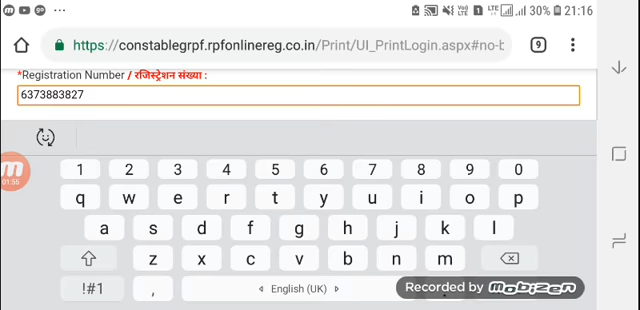 30% 21:16
https://constablegrpf.rpfonlinereg.co.in/Print/UI_PrintLogin.aspx#no-b
9
*Registration Number / रजिस्ट्रेशन संख्या :
6373883827
01:55
1 2 3 4 5 6 7 8 9 0
q w e r t y u i o p
a s d f g h j k l
z x c v b n m
!#1 , English (UK)
Recorded by mobizen